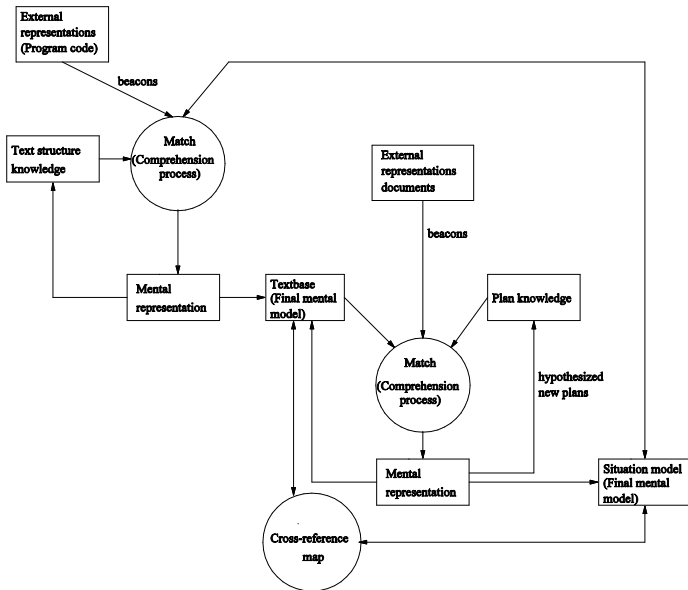 External
representations
(Program code)
beacons
Match
(Comprehension
process)
Text structure
knowledge
External
representations
documents
beacons
Mental
representation
Textbase
(Final mental
model)
Plan knowledge
Match
(Comprehension
process)
hypothesized
new plans
Mental
representation
Situation model
(Final mental
model)
Cross-reference
map